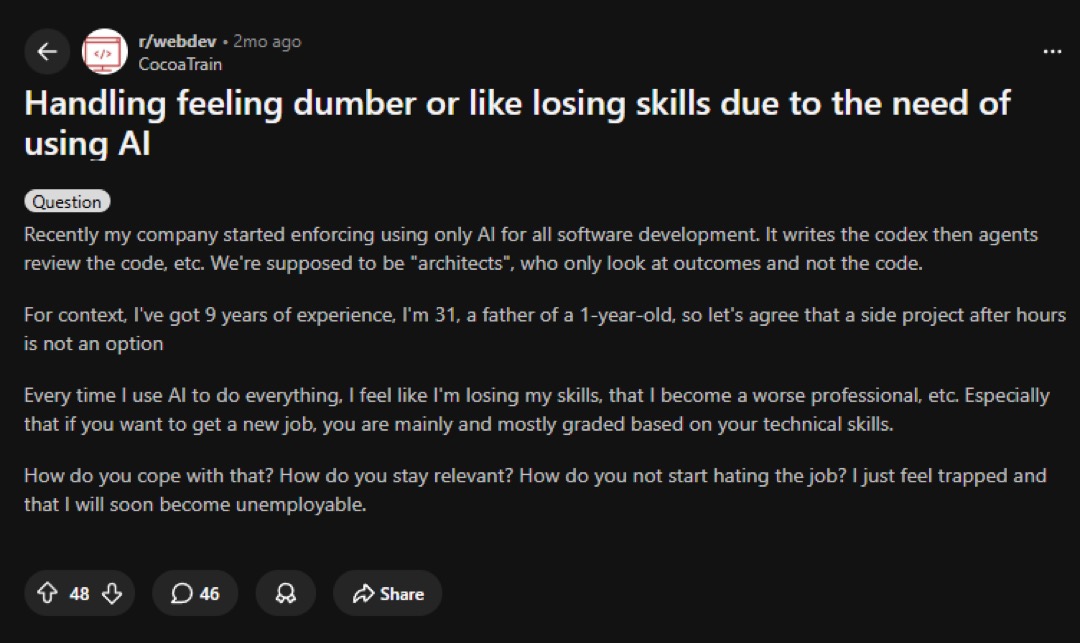 r/webdev • 2mo ago
CocoaTrain
Handling feeling dumber or like losing skills due to the need of
using AI
Question
Recently my company started enforcing using only AI for all software development. It writes the codex then agents
review the code, etc. We're supposed to be "architects", who only look at outcomes and not the code.
For context, I've got 9 years of experience, I'm 31, a father of a 1-year-old, so let's agree that a side project after hours
is not an option
Every time I use AI to do everything, I feel like I'm losing my skills, that I become a worse professional, etc. Especially
that if you want to get a new job, you are mainly and mostly graded based on your technical skills.
How do you cope with that? How do you stay relevant? How do you not start hating the job? I just feel trapped and
that I will soon become unemployable.
48 46 Share